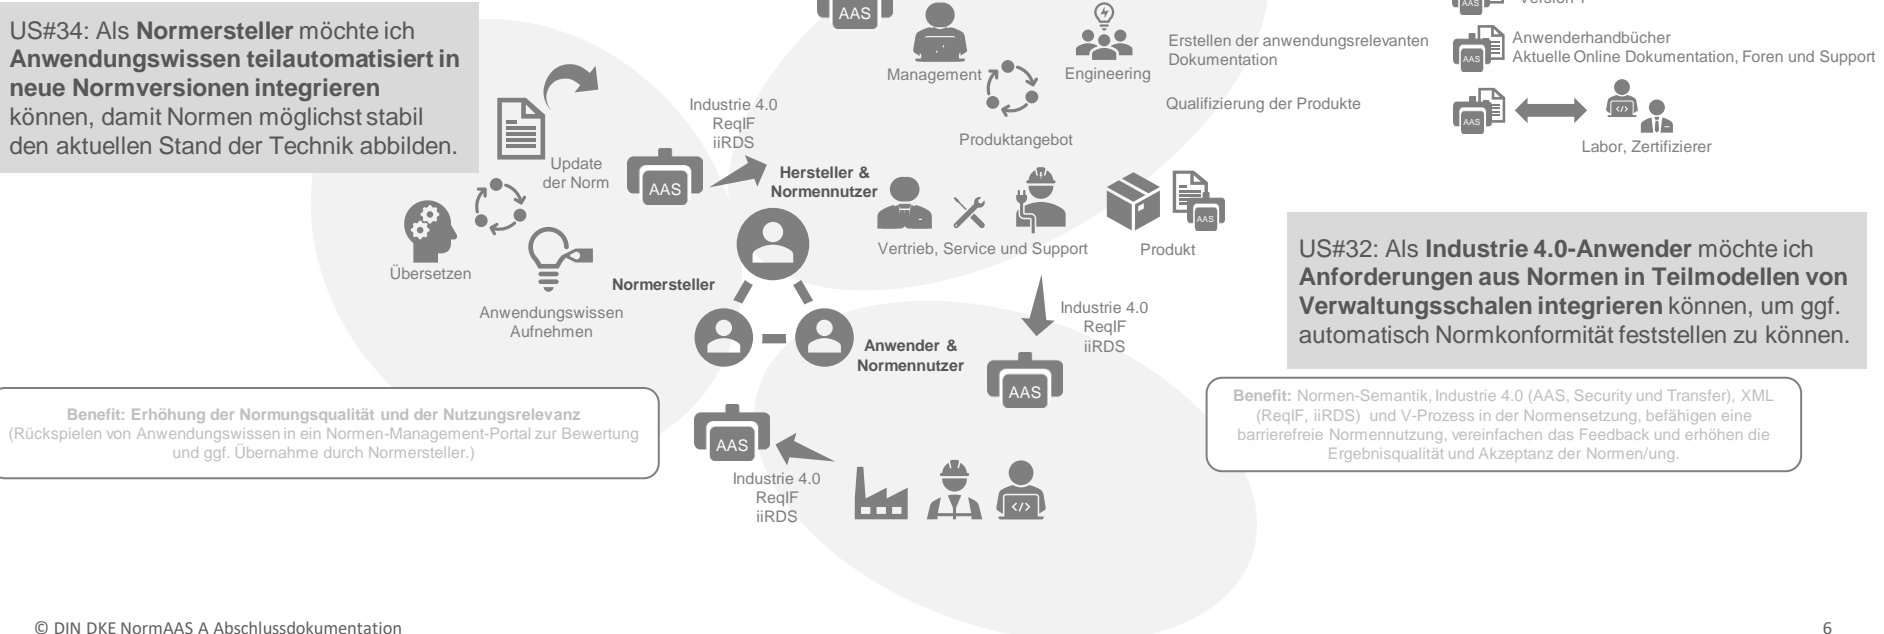 US#34: Als Normersteller möchte ich
Anwendungswissen teilautomatisiert in
neue Normversionen integrieren
können, damit Normen möglichst stabil
den aktuellen Stand der Technik abbilden.
AAS
Management
Engineering
Produktangebot
Erstellen der anwendungsrelevanten
Dokumentation
Qualifizierung der Produkte
AAS
AAS
Anwenderhandbücher
Aktuelle Online Dokumentation, Foren und Support
AAS
Labor, Zertifizierer
Industrie 4.0
ReqIF
iiRDS
Update
der Norm
AAS
Hersteller &
Normennutzer
Übersetzen
Anwendungswissen
Aufnehmen
Normersteller
Vertrieb, Service und Support
AAS
Produkt
US#32: Als Industrie 4.0-Anwender möchte ich
Anforderungen aus Normen in Teilmodellen von
Verwaltungsschalen integrieren können, um ggf.
automatisch Normkonformität feststellen zu können.
Industrie 4.0
ReqIF
iiRDS
Anwender &
Normennutzer
AAS
Benefit: Erhöhung der Normungsqualität und der Nutzungsrelevanz
(Rückspielen von Anwendungswissen in ein Normen-Management-Portal zur Bewertung
und ggf. Übernahme durch Normersteller.)
Benefit: Normen-Semantik, Industrie 4.0 (AAS, Security und Transfer), XML
(ReqIF, iiRDS) und V-Prozess in der Normensetzung, befähigen eine
barrierefreie Normennutzung, vereinfachen das Feedback und erhöhen die
Ergebnisqualität und Akzeptanz der Normen/ung.
AAS
Industrie 4.0
ReqIF
iiRDS
© DIN DKE NormAAS A Abschlussdokumentation
6